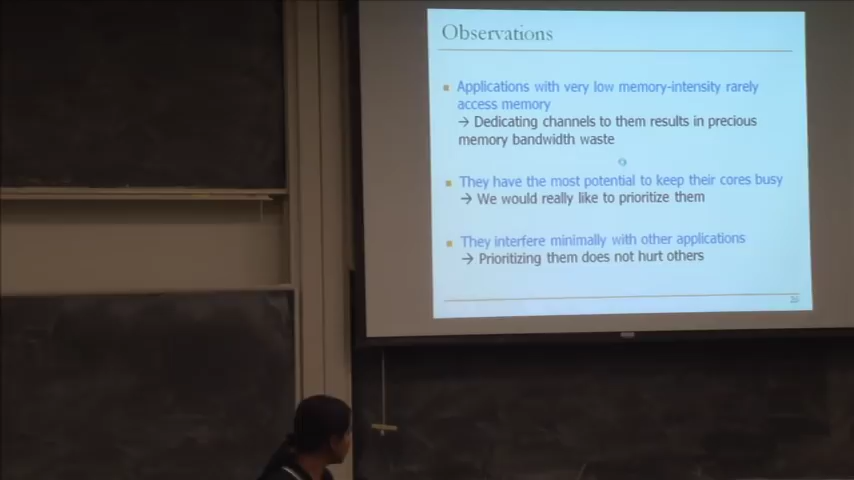 Observations
Applications with very low memory-intensity rarely
access memory
→ Dedicating channels to them results in precious
memory bandwidth waste
They have the most potential to keep their cores busy
→ We would really like to prioritize them
They interfere minimally with other applications
→ Prioritizing them does not hurt others